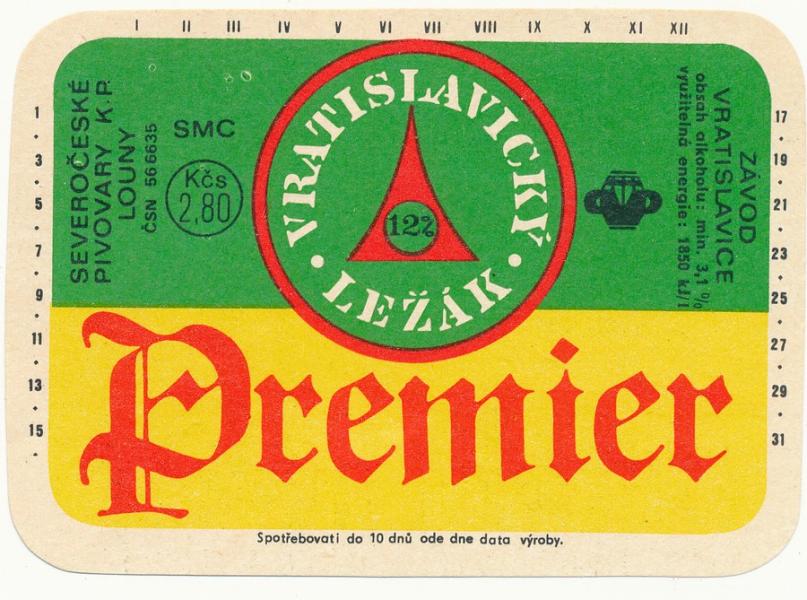 I II III IV V VI VII VIII IX X XI XII
1
.
3
.
5
.
7
.
9
.
11
.
13
.
15
.
SEVEROČESKÉ
PIVOVARY K.P.
LOUNY
ČSN 566635
SMC
Kčs
2,80
VRATISLAVICKÝ
• LEŽÁK •
12%
ZÁVOD
VRATISLAVICE
obsah alkoholu: min. 3,1%
využitelná energie: 1850 kJ/l
17
.
19
.
21
.
23
.
25
.
27
.
29
.
31
Premier
Spotřebovati do 10 dnů ode dne data výroby.